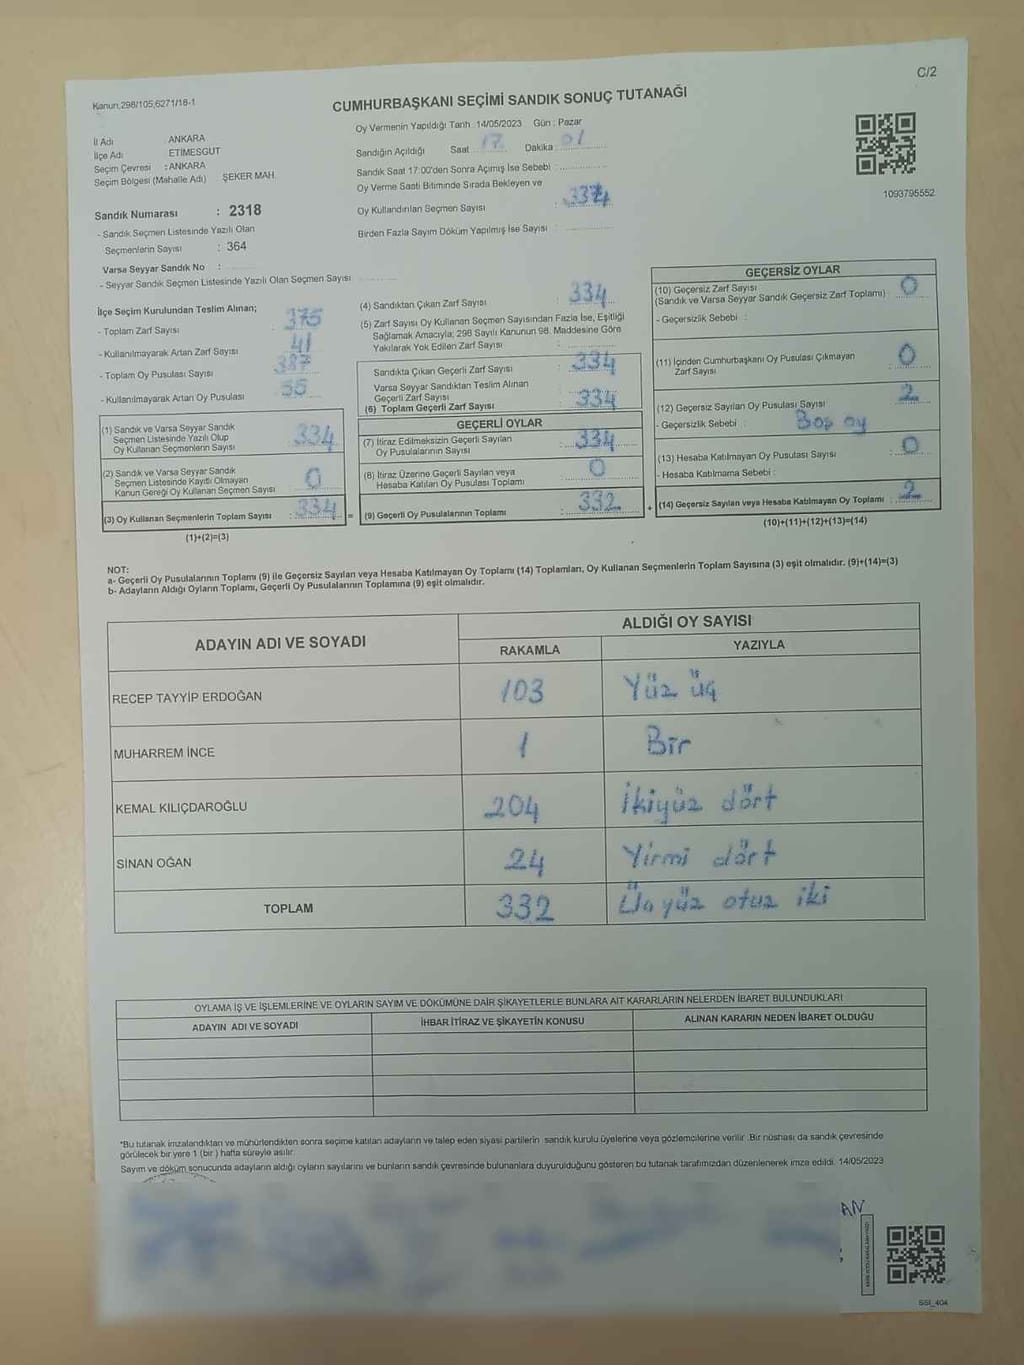 C/2
Kanun,298/105;6271/18-1
CUMHURBAŞKANI SEÇİMİ SANDIK SONUÇ TUTANAĞI
Oy Vermenin Yapıldığı Tarih : 14/05/2023 Gün : Pazar
İl Adı : ANKARA
İlçe Adı : ETİMESGUT
Seçim Çevresi : ANKARA
Seçim Bölgesi (Mahalle Adı) : ŞEKER MAH.
Sandığın Açıldığı Saat 17 Dakika 01
Sandık Saat 17:00'den Sonra Açımış İse Sebebi :
Oy Verme Saati Bitiminde Sırada Bekleyen ve
Oy Kullandırılan Seçmen Sayısı : 334
Birden Fazla Sayım Döküm Yapılmış İse Sayısı :
1093795552
Sandık Numarası : 2318
- Sandık Seçmen Listesinde Yazılı Olan
Seçmenlerin Sayısı : 364
Varsa Seyyar Sandık No :
- Seyyar Sandık Seçmen Listesinde Yazılı Olan Seçmen Sayısı
İlçe Seçim Kurulundan Teslim Alınan;
- Toplam Zarf Sayısı : 375
- Kullanılmayarak Artan Zarf Sayısı : 41
- Toplam Oy Pusulası Sayısı : 387
- Kullanılmayarak Artan Oy Pusulası 55
(1) Sandık ve Varsa Seyyar Sandık
Seçmen Listesinde Yazılı Olup
Oy Kullanan Seçmenlerin Sayısı : 334
(2) Sandık ve Varsa Seyyar Sandık
Seçmen Listesinde Kayıtlı Olmayan
Kanun Gereği Oy Kullanan Seçmen Sayısı : 0
(3) Oy Kullanan Seçmenlerin Toplam Sayısı : 334 =
(1)+(2)=(3)
(4) Sandıktan Çıkan Zarf Sayısı : 334
(5) Zarf Sayısı Oy Kullanan Seçmen Sayısından Fazla İse, Eşitliği
Sağlamak Amacıyla; 298 Sayılı Kanunun 98. Maddesine Göre
Yakılarak Yok Edilen Zarf Sayısı :
Sandıkta Çıkan Geçerli Zarf Sayısı : 334
Varsa Seyyar Sandıktan Teslim Alınan
Geçerli Zarf Sayısı
(6) Toplam Geçerli Zarf Sayısı : 334
GEÇERLİ OYLAR
(7) İtiraz Edilmeksizin Geçerli Sayılan
Oy Pusulalarının Sayısı : 334
(8) İtiraz Üzerine Geçerli Sayılan veya
Hesaba Katılan Oy Pusulası Toplamı : 0
(9) Geçerli Oy Pusulalarının Toplamı : 332 +
GEÇERSİZ OYLAR
(10) Geçersiz Zarf Sayısı
(Sandık ve Varsa Seyyar Sandık Geçersiz Zarf Toplamı) : 0
- Geçersizlik Sebebi :
(11) İçinden Cumhurbaşkanı Oy Pusulası Çıkmayan
Zarf Sayısı : 0
(12) Geçersiz Sayılan Oy Pusulası Sayısı : 2
- Geçersizlik Sebebi : Boş oy
(13) Hesaba Katılmayan Oy Pusulası Sayısı : 0
- Hesaba Katılmama Sebebi :
(14) Geçersiz Sayılan veya Hesaba Katılmayan Oy Toplamı : 2
(10)+(11)+(12)+(13)=(14)
NOT:
a- Geçerli Oy Pusulalarının Toplamı (9) ile Geçersiz Sayılan veya Hesaba Katılmayan Oy Toplamı (14) Toplamları, Oy Kullanan Seçmenlerin Toplam Sayısına (3) eşit olmalıdır. (9)+(14)=(3)
b- Adayların Aldığı Oyların Toplamı, Geçerli Oy Pusulalarının Toplamına (9) eşit olmalıdır.
ADAYIN ADI VE SOYADI ALDIĞI OY SAYISI
RAKAMLA YAZIYLA
RECEP TAYYİP ERDOĞAN 103 Yüz üç
MUHARREM İNCE 1 Bir
KEMAL KILIÇDAROĞLU 204 İkiyüz dört
SİNAN OĞAN 24 Yirmi dört
TOPLAM 332 Üçyüz otuz iki
OYLAMA İŞ VE İŞLEMLERİNE VE OYLARIN SAYIM VE DÖKÜMÜNE DAİR ŞİKAYETLERLE BUNLARA AİT KARARLARIN NELERDEN İBARET BULUNDUKLARI
ADAYIN ADI VE SOYADI İHBAR İTİRAZ VE ŞİKAYETİN KONUSU ALINAN KARARIN NEDEN İBARET OLDUĞU
*Bu tutanak imzalandıktan ve mühürlendikten sonra seçime katılan adayların ve talep eden siyasi partilerin sandık kurulu üyelerine veya gözlemcilerine verilir .Bir nüshası da sandık çevresinde
görülecek bir yere 1 (bir ) hafta süreyle asılır.
Sayım ve döküm sonucunda adayların aldığı oyların sayılarını ve bunların sandık çevresinde bulunanlara duyurulduğunu gösteren bu tutanak tarafımızdan düzenlenerek imza edildi. 14/05/2023
AN
SSI_404